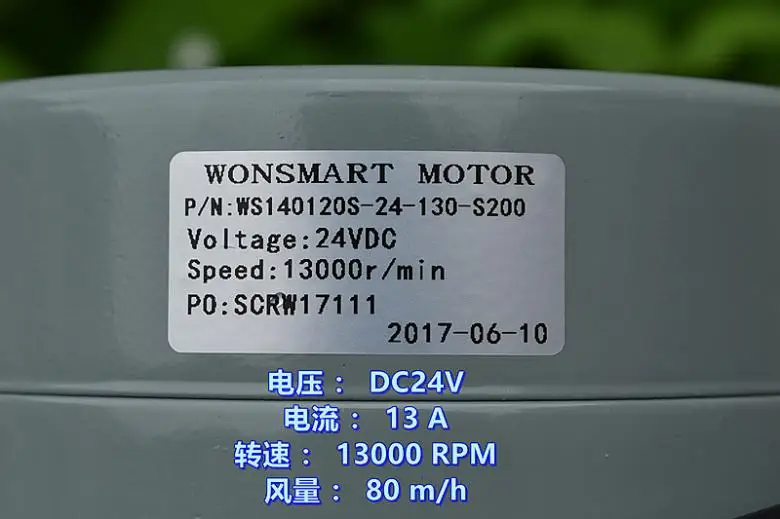 WONSMART MOTOR
P/N:WS140120S-24-130-S200
Voltage:24VDC
Speed:13000r/min
PO:SCRW17111
2017-06-10
电压： DC24V
电流： 13 A
转速： 13000 RPM
风量： 80 m/h